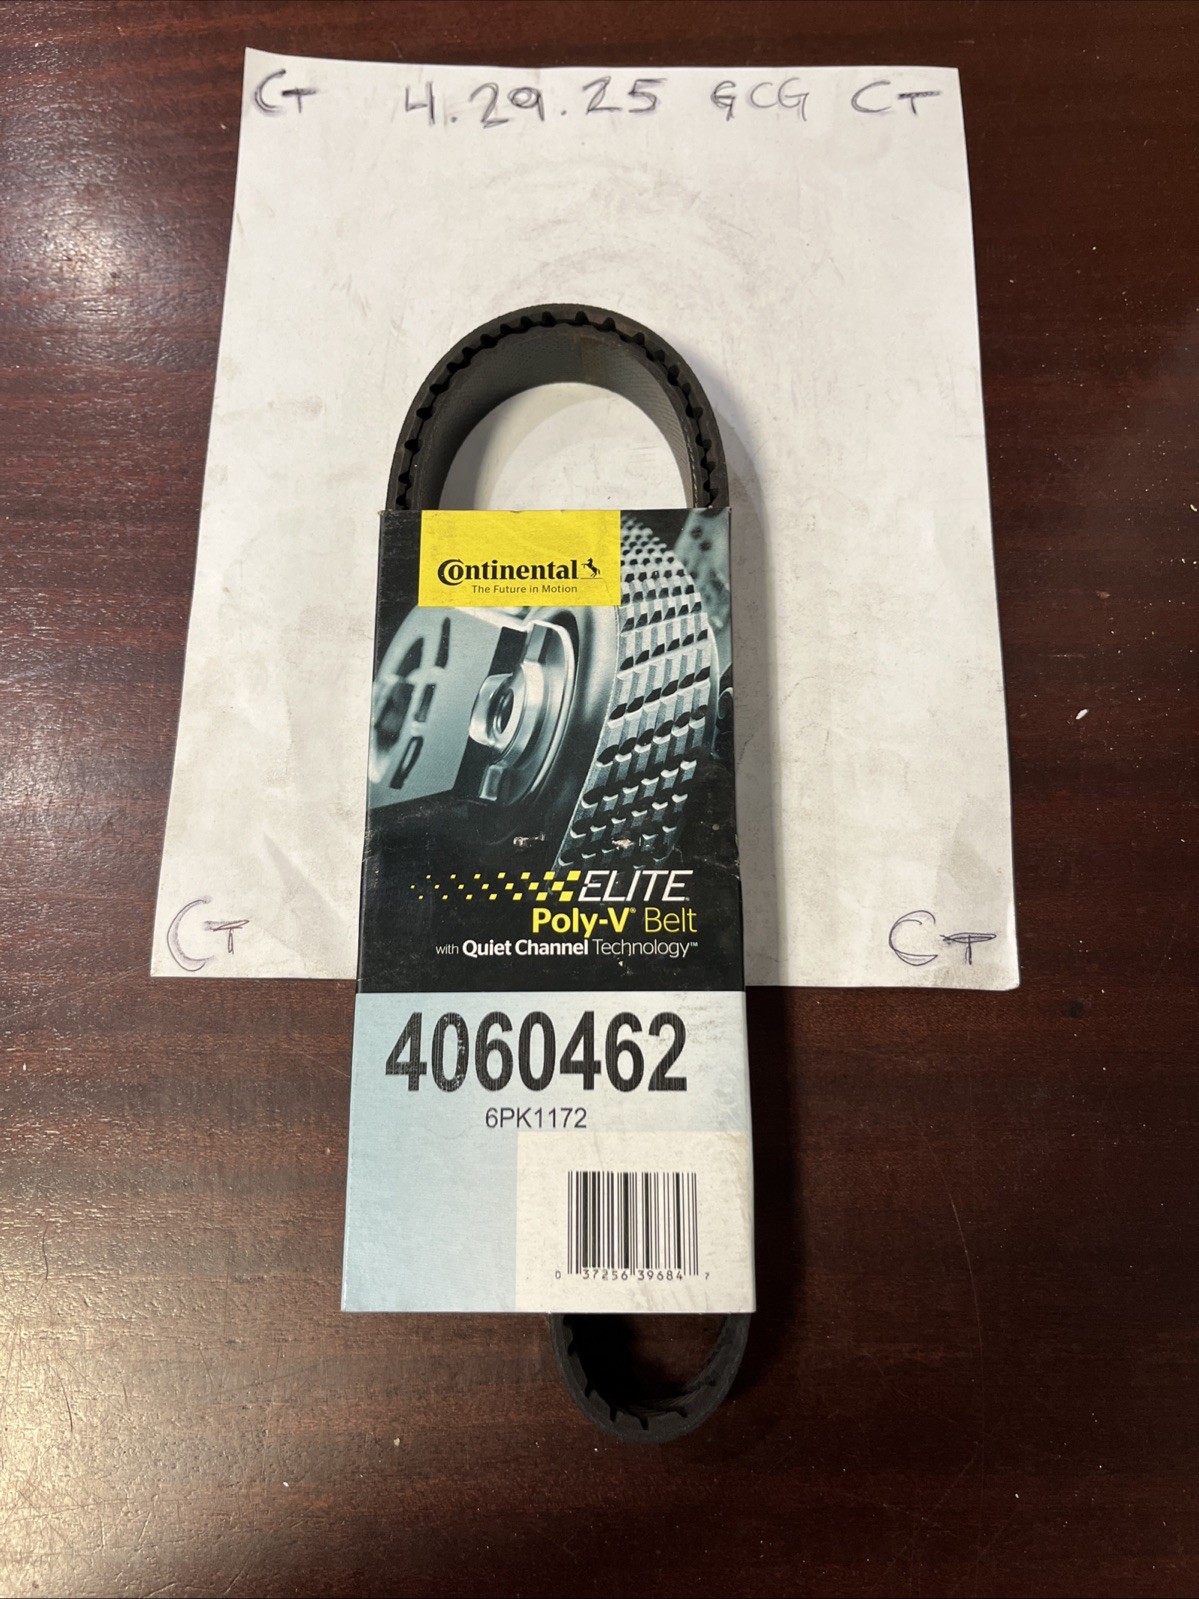 CT 4.29.25 GCG CT
Continental
The Future in Motion
ELITE
Poly-V® Belt
with Quiet Channel Technology™
CT CT
4060462
6PK1172
0 37256 39684 7